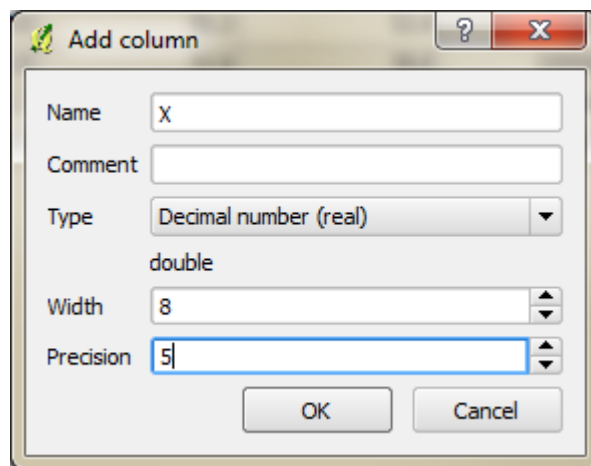 Add column
?
X
Name X
Comment
Type Decimal number (real)
double
Width 8
Precision 5
OK Cancel